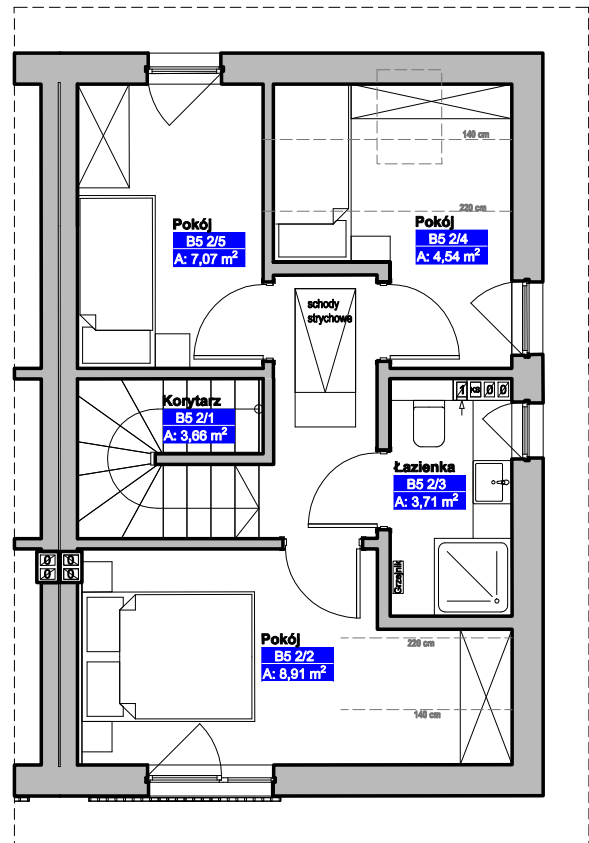 140 cm
220 cm
Pokój
B5 2/5
A: 7,07 m²
Pokój
B5 2/4
A: 4,54 m²
schody
strychowe
Korytarz
B5 2/1
A: 3,66 m²
Łazienka
B5 2/3
A: 3,71 m²
Grzejnik
Pokój
B5 2/2
A: 8,91 m²
220 cm
140 cm